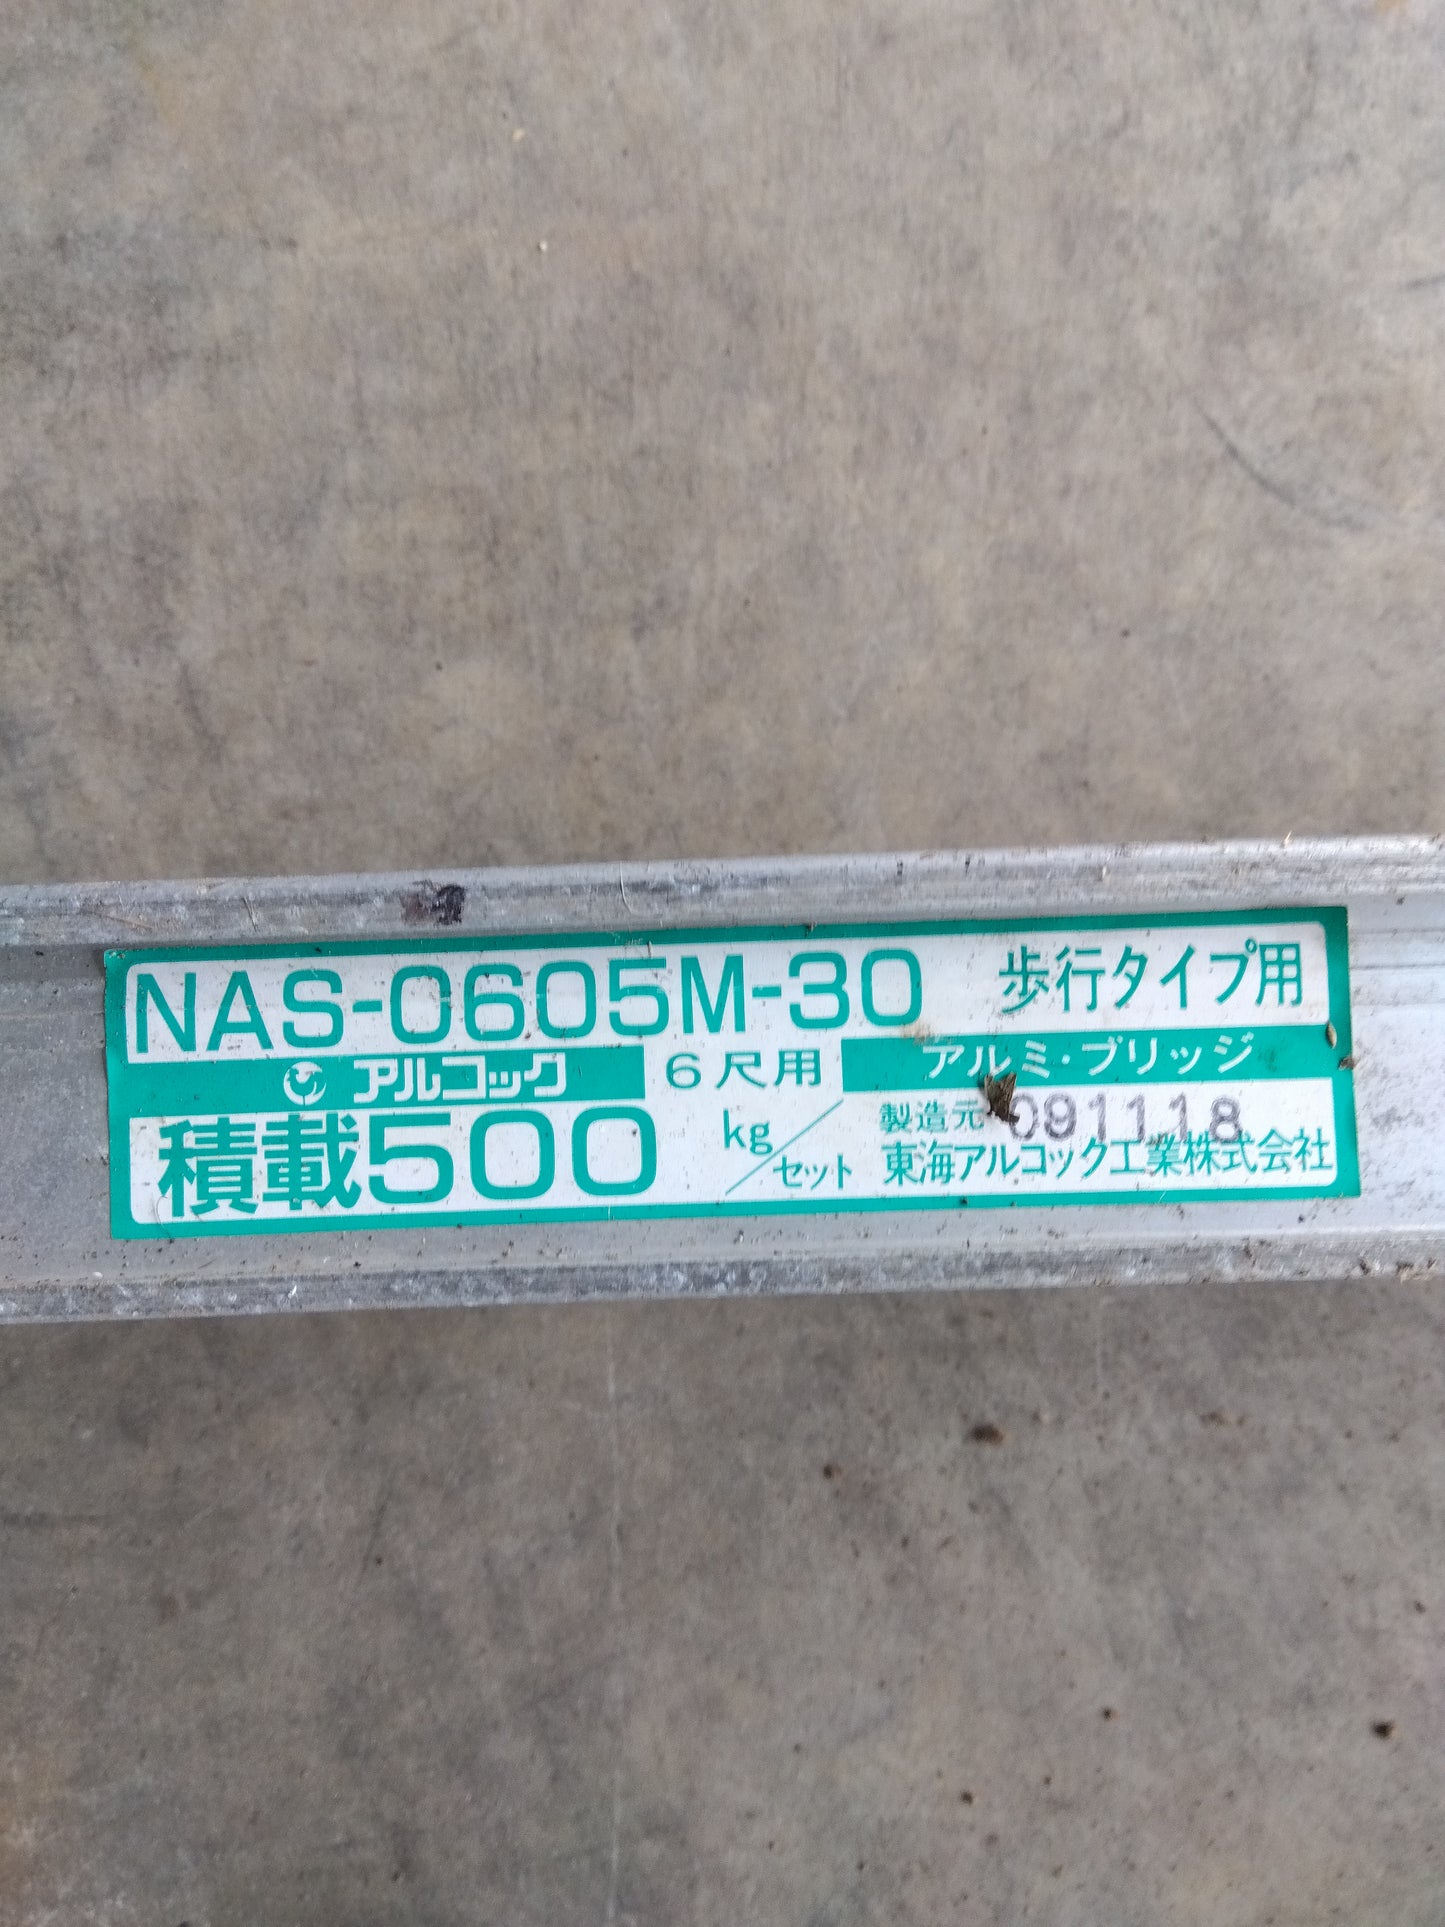 NAS-0605M-30 歩行タイプ用
アルコック 6尺用 アルミ・ブリッジ
積載500 kg/セット
製造元 091118
東海アルコック工業株式会社